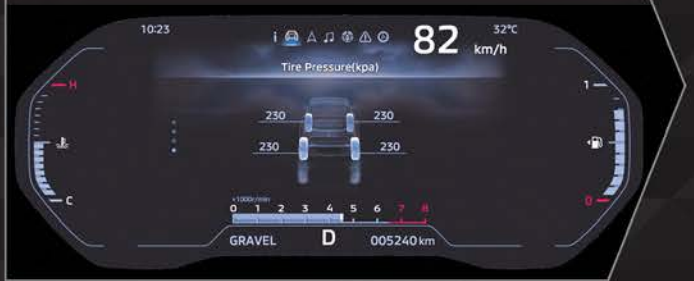 10:23
32°C
82 km/h
Tire Pressure(kpa)
H
1
230 230
230 230
C
0
x1000r/min
0 1 2 3 4 5 6 7 8
GRAVEL D 005240 km